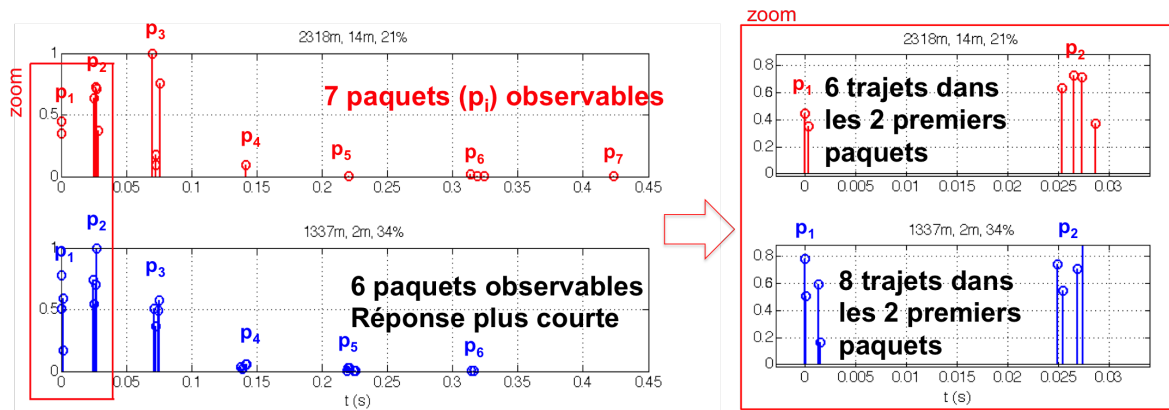 zoom
2318m, 14m, 21%
p1
p2
p3
p4
p5
p6
p7
7 paquets (pi) observables
1
0.5
0
0 0.05 0.1 0.15 0.2 0.25 0.3 0.35 0.4 0.45
1337m, 2m, 34%
p1
p2
p3
p4
p5
p6
6 paquets observables
Réponse plus courte
1
0.5
0
0 0.05 0.1 0.15 0.2 0.25 0.3 0.35 0.4 0.45
t (s)
zoom
2318m, 14m, 21%
p1
p2
6 trajets dans
les 2 premiers
paquets
0.8
0.6
0.4
0.2
0
0 0.005 0.01 0.015 0.02 0.025 0.03
1337m, 2m, 34%
p1
p2
8 trajets dans
les 2 premiers
paquets
0.8
0.6
0.4
0.2
0
0 0.005 0.01 0.015 0.02 0.025 0.03
t (s)